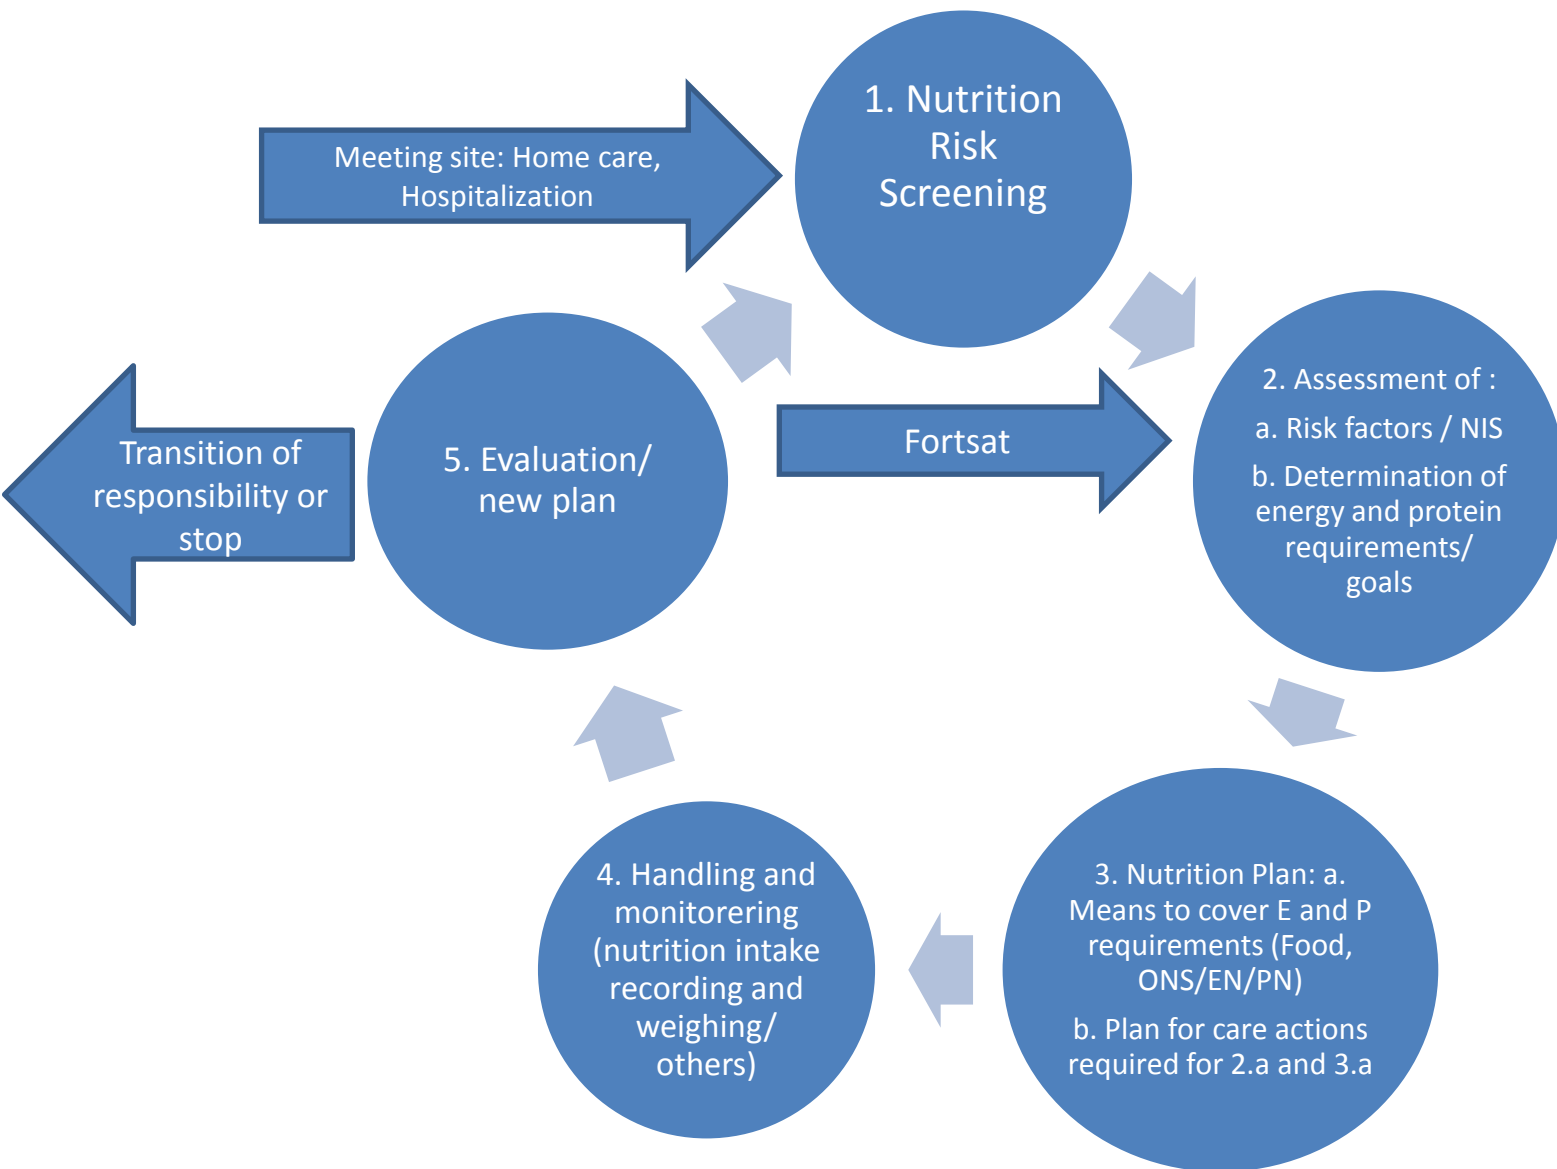 1. Nutrition
Risk
Screening
Meeting site: Home care,
Hospitalization
2. Assessment of :
a. Risk factors / NIS
b. Determination of
energy and protein
requirements/
goals
Fortsat
5. Evaluation/
new plan
Transition of
responsibility or
stop
3. Nutrition Plan: a.
Means to cover E and P
requirements (Food,
ONS/EN/PN)
b. Plan for care actions
required for 2.a and 3.a
4. Handling and
monitorering
(nutrition intake
recording and
weighing/
others)